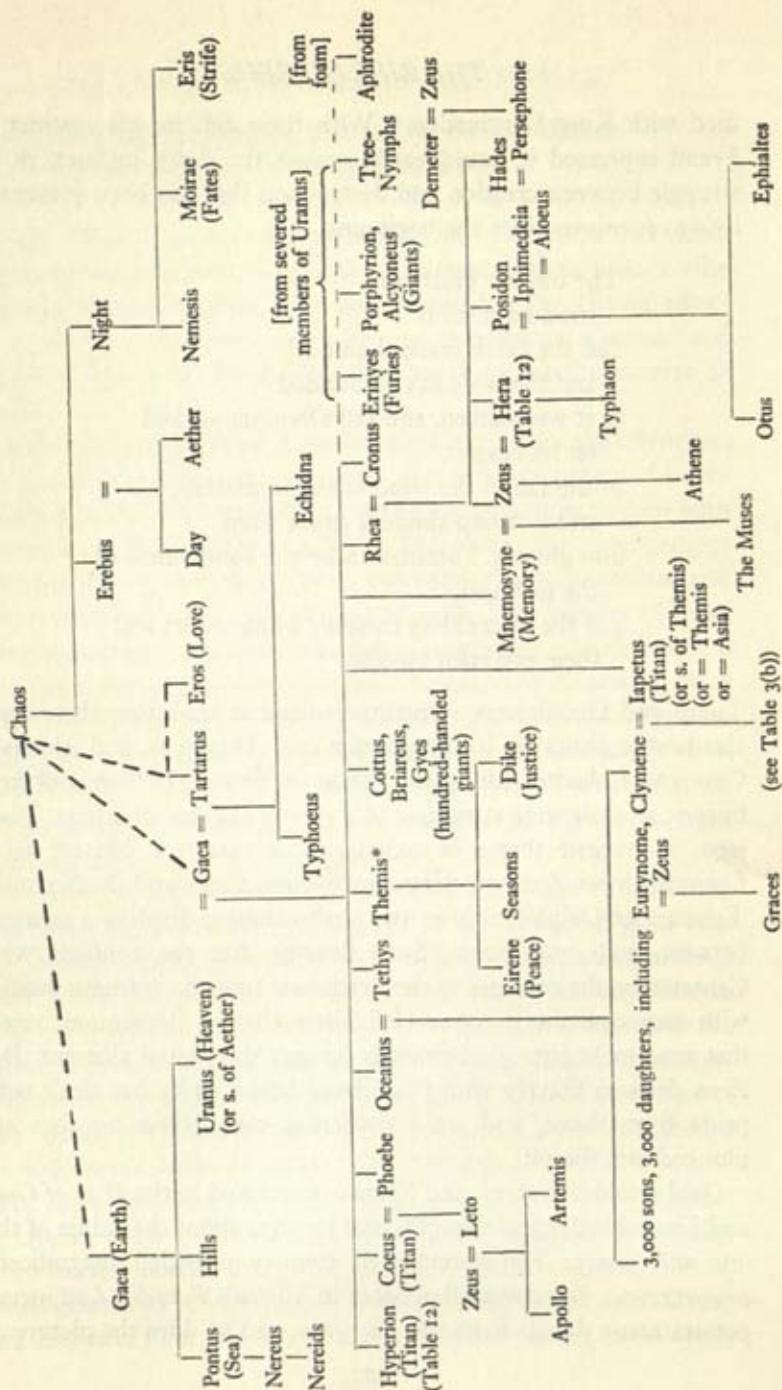 Chaos
Gaea (Earth) = Gaea = Tartarus Eros (Love) Erebus = Night
Pontus Hills Uranus (Heaven) Typhoeus Echidna Day Aether Nemesis Moirae Eris
(Sea) (or s. of Aether) (Fates) (Strife)
Nereus
Nereids
[from severed [from
members of Uranus] foam]
Hyperion Coeus = Phoebe Oceanus = Tethys Themis* Cottus, Rhea = Cronus Erinyes Porphyrion, Tree- Aphrodite
(Titan) (Titan) Briareus, (Furies) Alcyoneus Nymphs
(Table 12) Gyes (Giants)
(hundred-handed
giants)
Zeus = Leto Eirene Seasons Dike Mnemosyne = Zeus = Hera Posidon Hades Demeter = Zeus
(Peace) (Justice) (Memory) (Table 12) = Iphimedeia = Persephone
= Aloeus
Apollo Artemis The Muses Athene Typhaon
3,000 sons, 3,000 daughters, including Eurynome, Clymene = Iapetus Otus Ephialtes
= Zeus (Titan)
(or s. of Themis)
(or = Themis
or = Asia)
Graces (see Table 3(b))